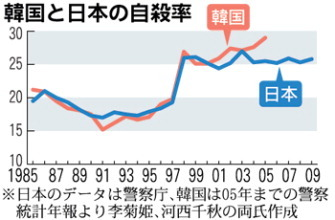 韓国と日本の自殺率
30
韓国
25
日本
20
15
10
1985 87 89 91 93 95 97 99 2001 03 05 07 09
※日本のデータは警察庁、韓国は05年までの警察
統計年報より李菊姫、河西千秋の両氏作成